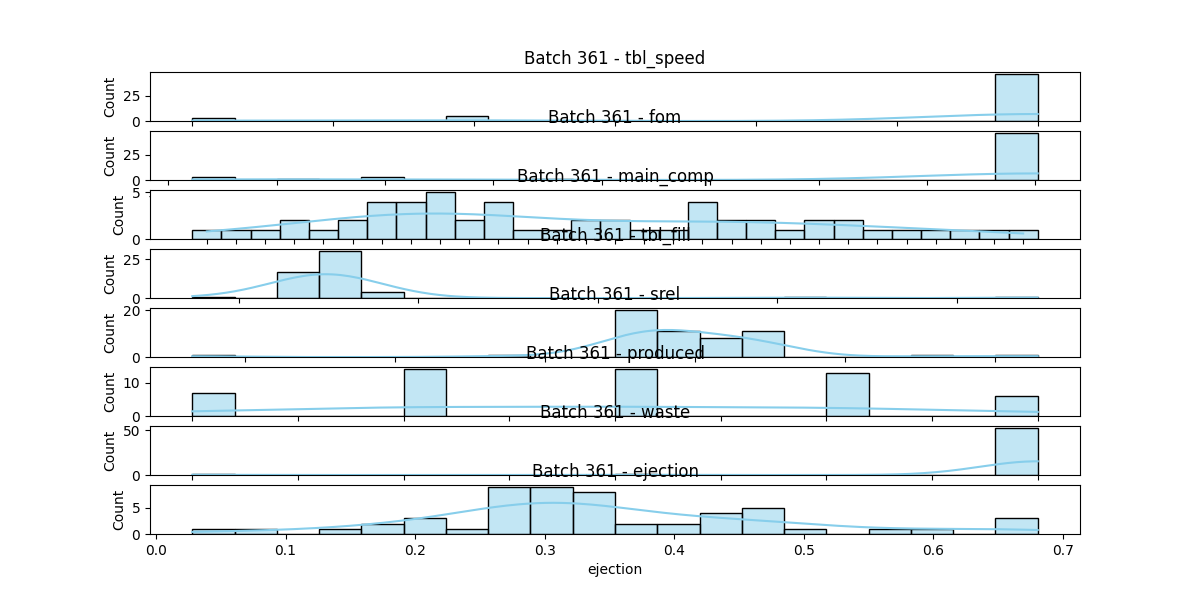 Batch 361 - tbl_speed
Count
25
0
Batch 361 - fom
Count
25
0
Batch 361 - main_comp
Count
5
0
Batch 361 - tbl_fill
Count
25
0
Batch 361 - srel
Count
20
0
Batch 361 - produced
Count
10
0
Batch 361 - waste
Count
50
0
Batch 361 - ejection
Count
5
0
0.0 0.1 0.2 0.3 0.4 0.5 0.6 0.7
ejection